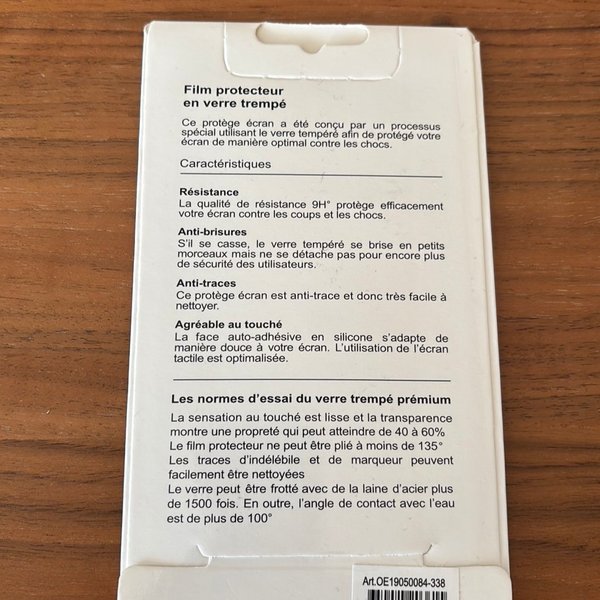 Film protecteur
en verre trempé
Ce protège écran a été conçu par un processus
spécial utilisant le verre tempéré afin de protégé votre
écran de manière optimal contre les chocs.
Caractéristiques
Résistance
La qualité de résistance 9H° protège efficacement
votre écran contre les coups et les chocs.
Anti-brisures
S'il se casse, le verre tempéré se brise en petits
morceaux mais ne se détache pas pour encore plus
de sécurité des utilisateurs.
Anti-traces
Ce protège écran est anti-trace et donc très facile à
nettoyer.
Agréable au touché
La face auto-adhésive en silicone s'adapte de
manière douce à votre écran. L'utilisation de l'écran
tactile est optimalisée.
Les normes d'essai du verre trempé prémium
La sensation au touché est lisse et la transparence
montre une propreté qui peut atteindre de 40 à 60%
Le film protecteur ne peut être plié à moins de 135°
Les traces d'indélébile et de marqueur peuvent
facilement être nettoyées
Le verre peut être frotté avec de la laine d'acier plus
de 1500 fois. En outre, l'angle de contact avec l'eau
est de plus de 100°
Art.OE19050084-338